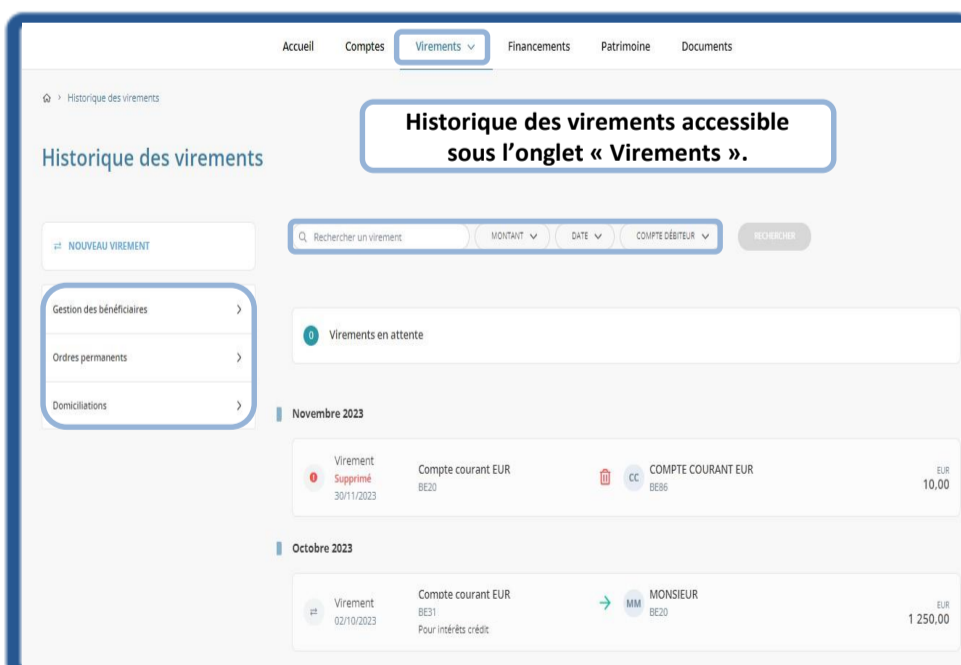 Accueil Comptes Virements Financements Patrimoine Documents
Historique des virements
Historique des virements accessible
sous l'onglet « Virements ».
Historique des virements
NOUVEAU VIREMENT
Rechercher un virement MONTANT DATE COMPTE DÉBITEUR RECHERCHER
Gestion des bénéficiaires
Ordres permanents
Domiciliations
0 Virements en attente
Novembre 2023
Virement
Supprimé
30/11/2023
Compte courant EUR
BE20
CC
COMPTE COURANT EUR
BE86
EUR
10,00
Octobre 2023
Virement
02/10/2023
Compte courant EUR
BE31
Pour intérêts crédit
MM
MONSIEUR
BE20
EUR
1 250,00